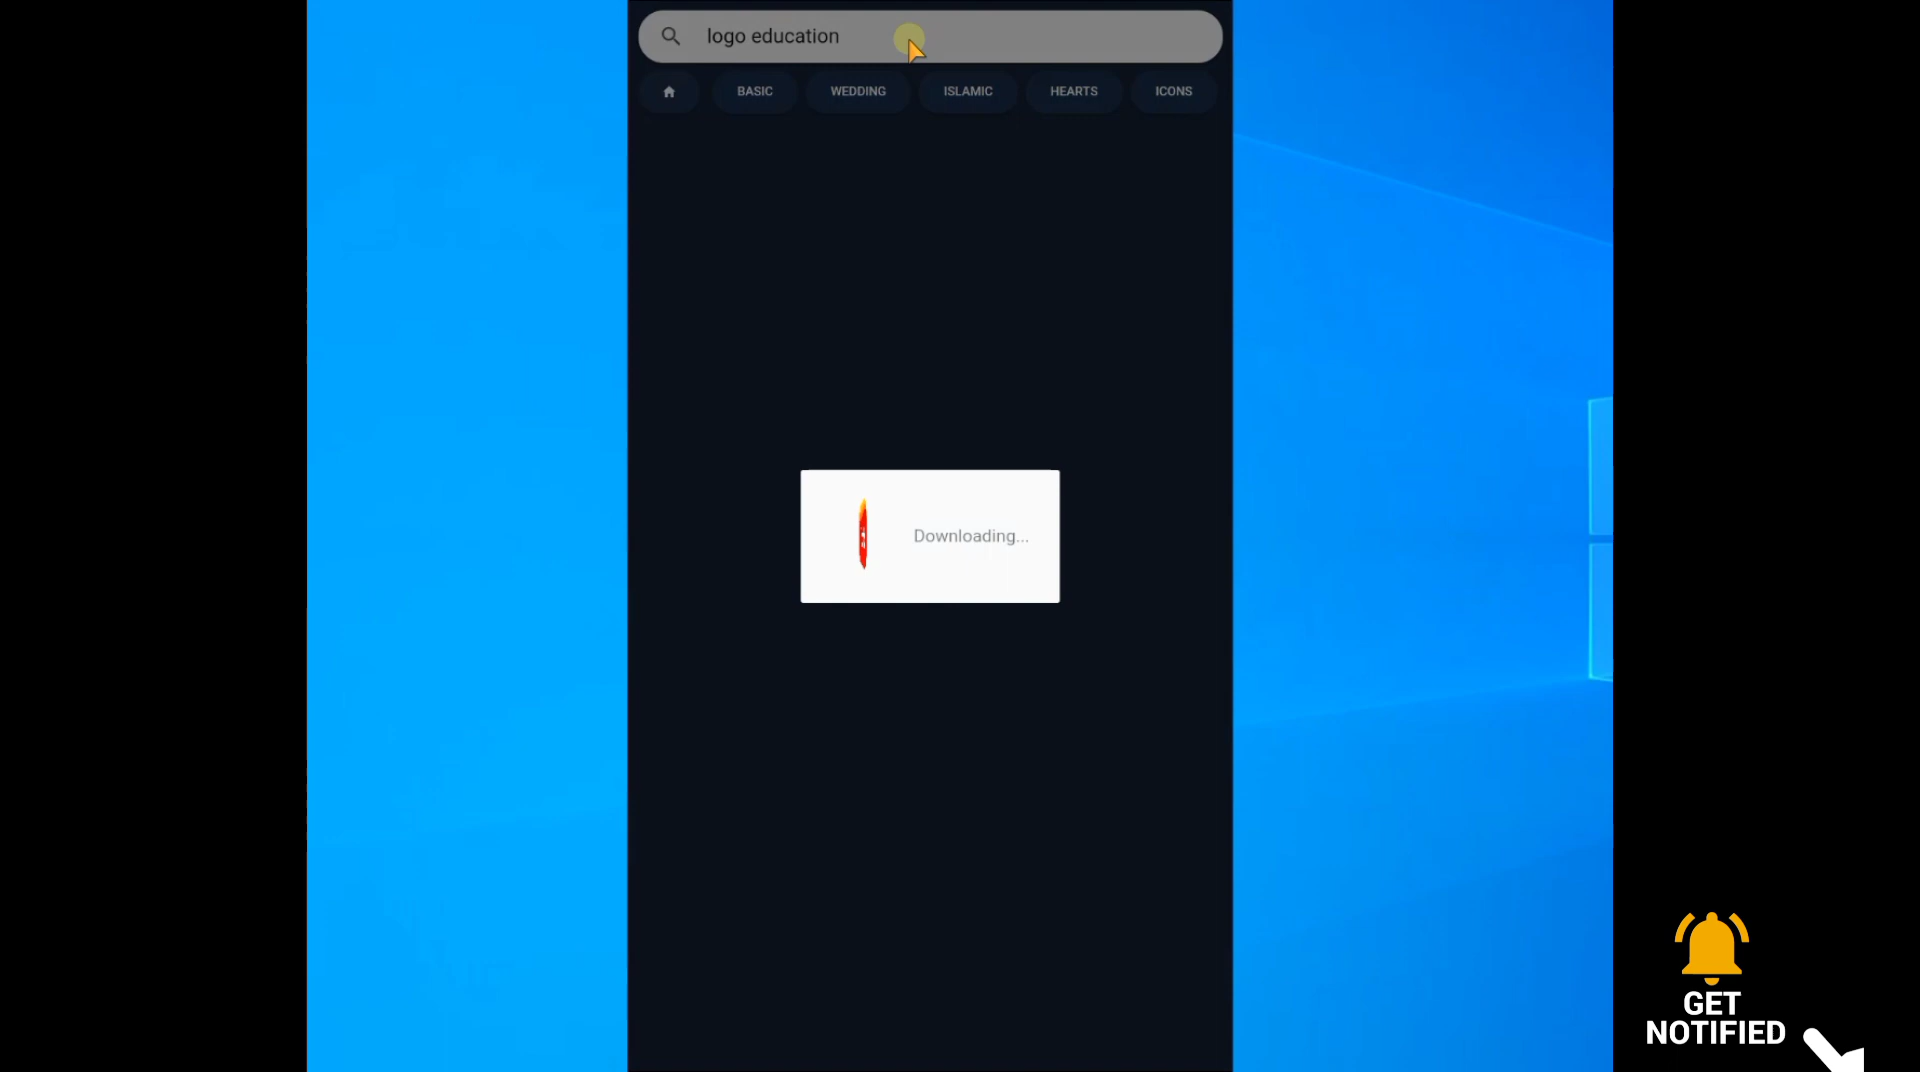 logo education
BASIC WEDDING ISLAMIC HEARTS ICONS
Downloading...
GET
NOTIFIED